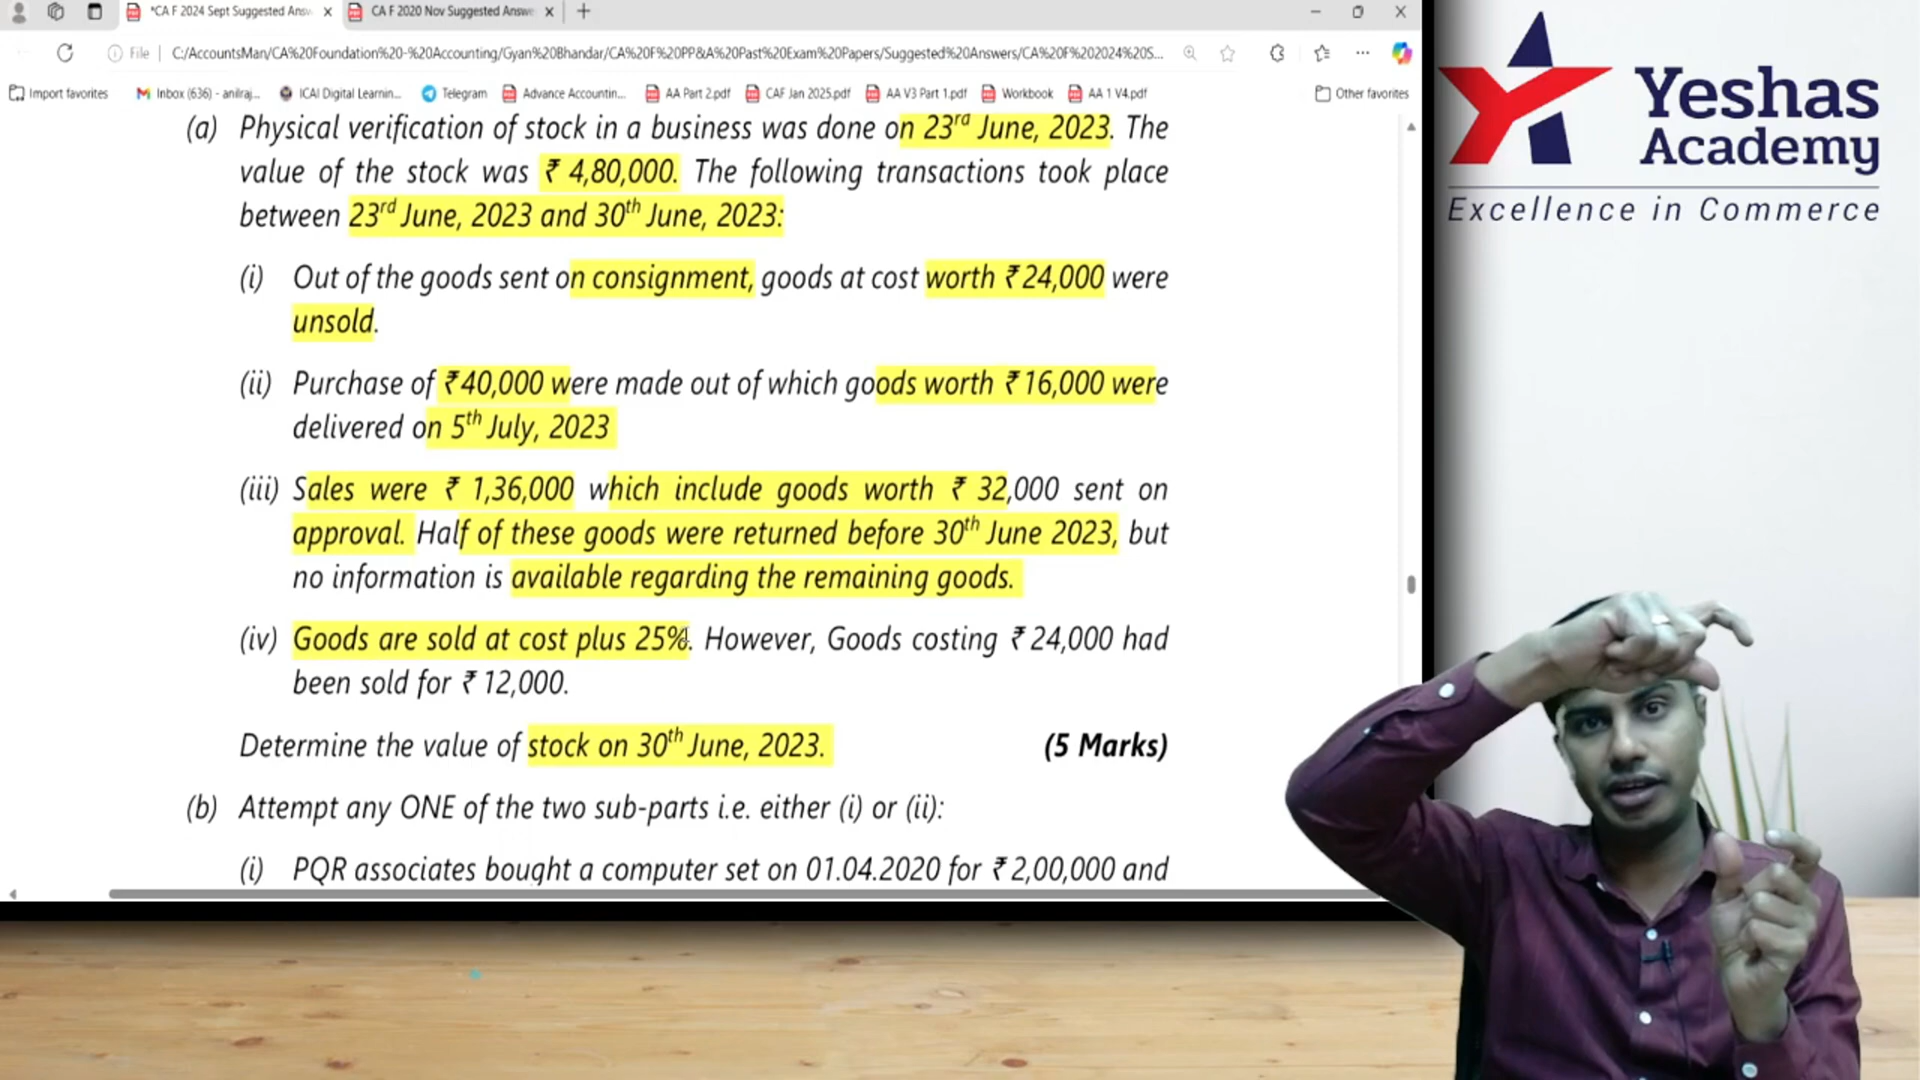 *CA F 2024 Sept Suggested Answ
CA F 2020 Nov Suggested Answe
File
C:/AccountsMan/CA%20Foundation%20-%20Accounting/Gyan%20Bhandar/CA%20F%20PP&A%20Past%20Exam%20Papers/Suggested%20Answers/CA%20F%202024%20S...
Import favorites
Inbox (636) - anilraj...
ICAI Digital Learnin...
Telegram
Advance Accountin...
AA Part 2.pdf
CAF Jan 2025.pdf
AA V3 Part 1.pdf
Workbook
AA 1 V4.pdf
Other favorites
(a) Physical verification of stock in a business was done on 23rd June, 2023. The
value of the stock was ₹ 4,80,000. The following transactions took place
between 23rd June, 2023 and 30th June, 2023:
(i) Out of the goods sent on consignment, goods at cost worth ₹ 24,000 were
unsold.
(ii) Purchase of ₹ 40,000 were made out of which goods worth ₹ 16,000 were
delivered on 5th July, 2023
(iii) Sales were ₹ 1,36,000 which include goods worth ₹ 32,000 sent on
approval. Half of these goods were returned before 30th June 2023, but
no information is available regarding the remaining goods.
(iv) Goods are sold at cost plus 25%. However, Goods costing ₹ 24,000 had
been sold for ₹ 12,000.
Determine the value of stock on 30th June, 2023. (5 Marks)
(b) Attempt any ONE of the two sub-parts i.e. either (i) or (ii):
(i) PQR associates bought a computer set on 01.04.2020 for ₹ 2,00,000 and
Yeshas
Academy
Excellence in Commerce